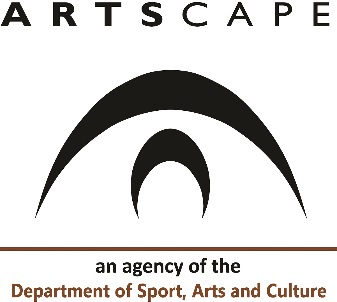 ARTSCAPE
an agency of the
Department of Sport, Arts and Culture